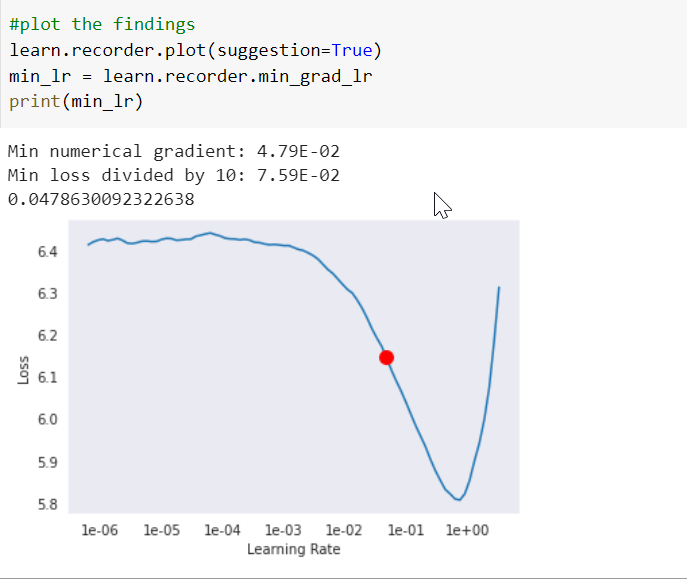 #plot the findings
learn.recorder.plot(suggestion=True)
min_lr = learn.recorder.min_grad_lr
print(min_lr)
Min numerical gradient: 4.79E-02
Min loss divided by 10: 7.59E-02
0.0478630092322638
6.4
6.3
6.2
6.1
6.0
5.9
5.8
Loss
1e-06 1e-05 1e-04 1e-03 1e-02 1e-01 1e+00
Learning Rate